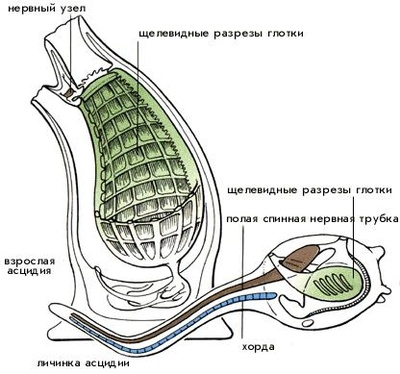 нервный узел
щелевидные разрезы глотки
щелевидные разрезы глотки
полая спинная нервная трубка
взрослая
асцидия
хорда
личинка асцидии